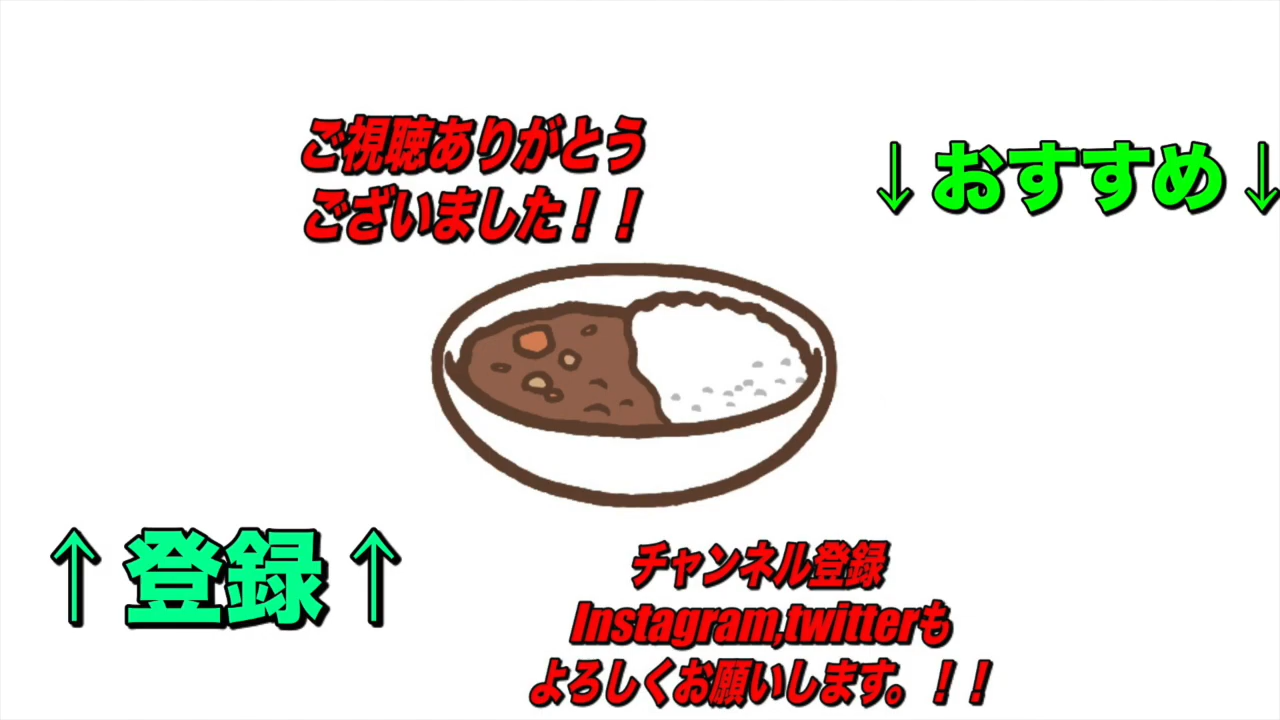 ご視聴ありがとう
ございました！！
↓おすすめ↓
↑登録↑
チャンネル登録
Instagram,twitterも
よろしくお願いします。！！